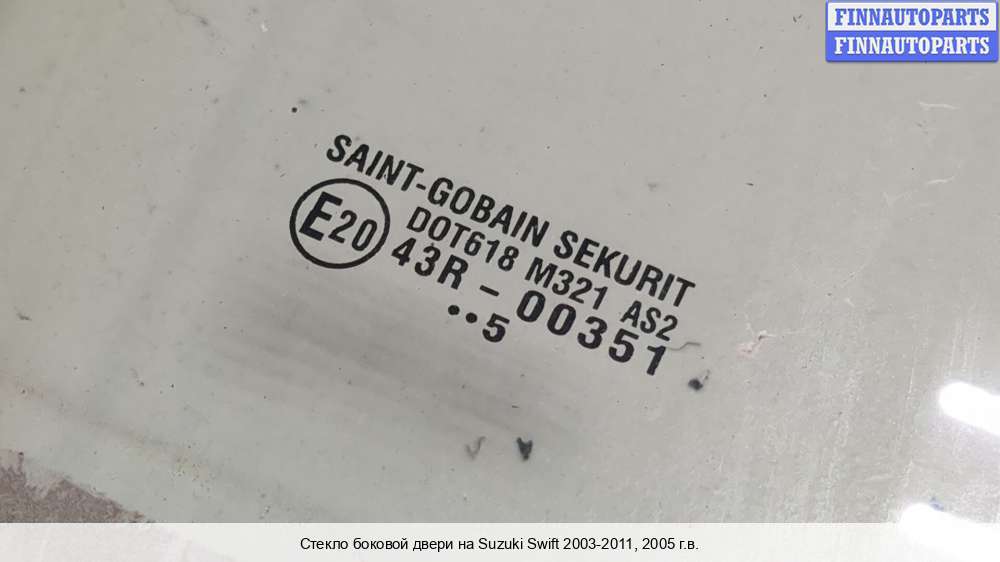 FINNAUTOPARTS
FINNAUTOPARTS
SAINT-GOBAIN SEKURIT
E20 DOT618 M321 AS2
43R - 00351
..5
Стекло боковой двери на Suzuki Swift 2003-2011, 2005 г.в.